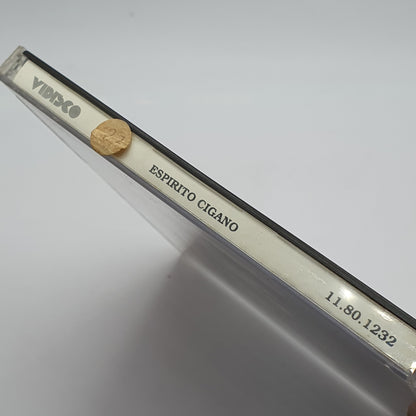 VIDISCO
ESPIRITO CIGANO
11.80.1232